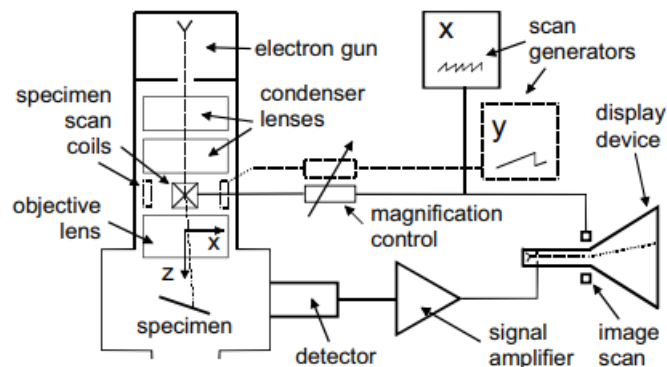 electron gun
condenser
lenses
specimen
scan
coils
objective
lens
x
z
specimen
detector
signal
amplifier
magnification
control
x
scan
generators
y
display
device
image
scan